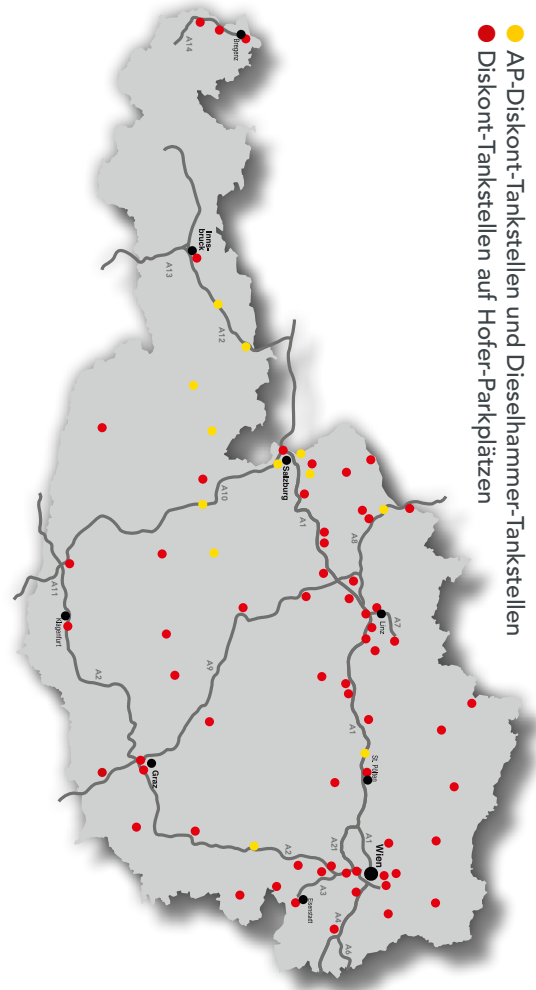 AP-Diskont-Tankstellen und Dieselhammer-Tankstellen
Diskont-Tankstellen auf Hofer-Parkplätzen
Bregenz
A14
Inns-
bruck
A13
A12
Salzburg
A10
A1
A8
Linz
A7
A11
Klagenfurt
A2
A9
Graz
A1
St. Pölten
A1
A21
Wien
A2
A3
Eisenstadt
A4
A6